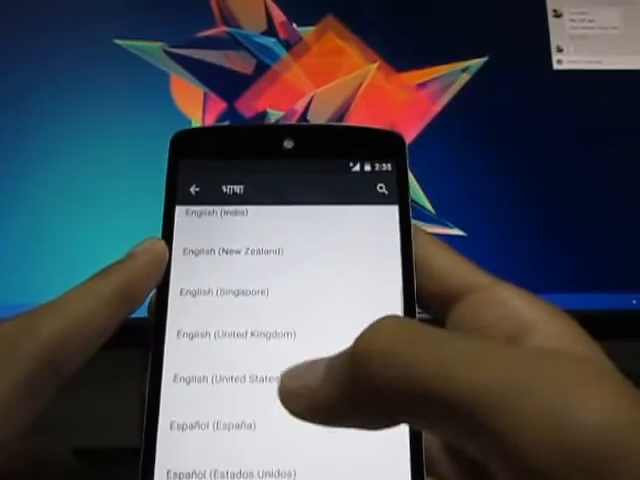 2:35
भाषा
English (India)
English (New Zealand)
English (Singapore)
English (United Kingdom)
English (United States
Español (España)
Español (Estados Unidos)